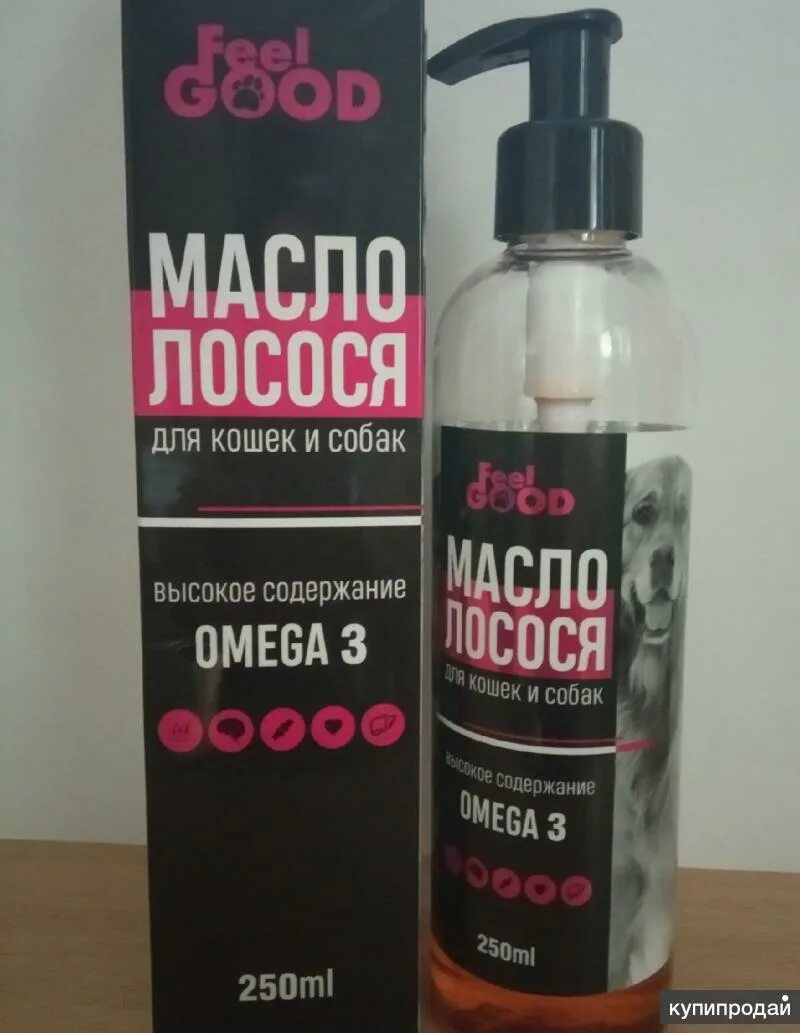 Feel
GOOD
МАСЛО
ЛОСОСЯ
для кошек и собак
высокое содержание
OMEGA 3
250ml
Feel
GOOD
МАСЛО
ЛОСОСЯ
для кошек и собак
высокое содержание
OMEGA 3
250ml
купипродай